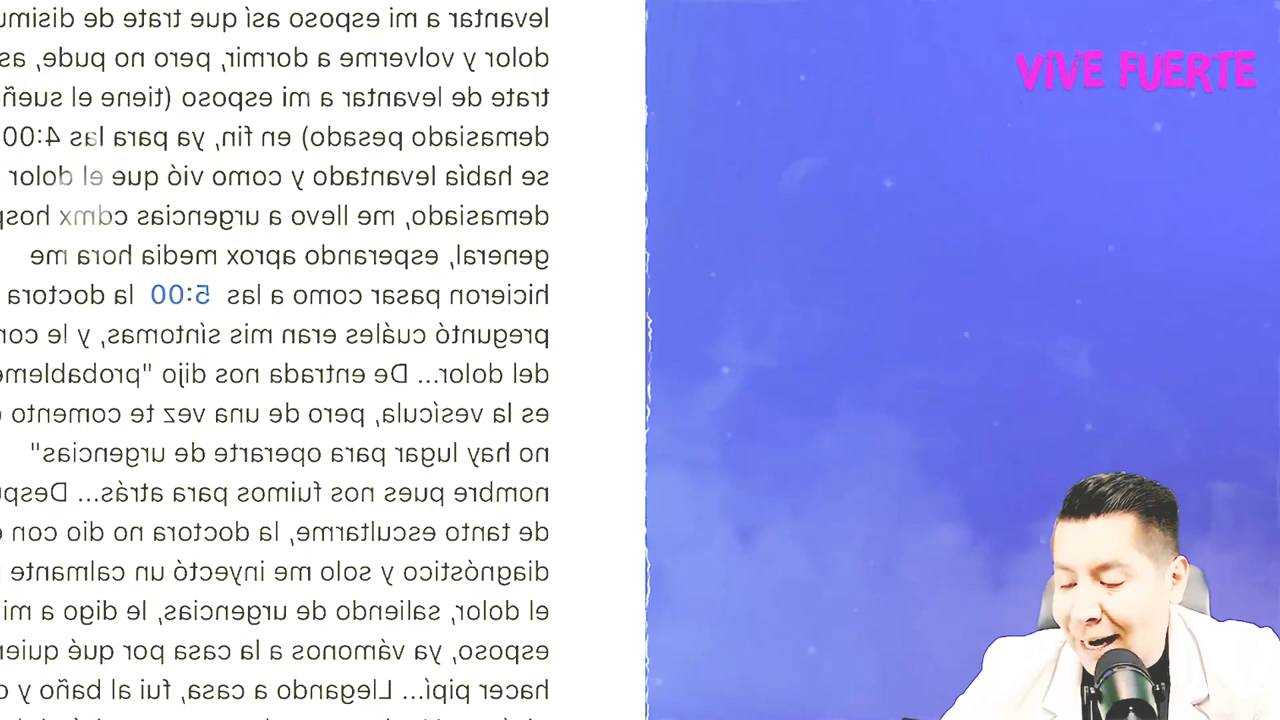 levantar a mi esposo así que trate de
dolor y volverme a dormir, pero no pude,
trate de levantar a mi esposo (tiene el
demasiado pesado) en fin, ya para las 4:00
se había levantado y como vió que el dolor
demasiado, me llevo a urgencias cdmx
general, esperando aprox media hora me
hicieron pasar como a las 5:00 la doctora
preguntó cuáles eran mis síntomas, y le
del dolor... De entrada nos dijo
es la vesícula, pero de una vez te comento
no hay lugar para operarte de urgencias"
nombre pues nos fuimos para atrás...
de tanto escultarme, la doctora no dio con
diagnóstico y solo me inyectó un calmante
el dolor, saliendo de urgencias, le digo a mi
esposo, ya vámonos a la casa por qué
hacer pipí... Llegando a casa, fui al baño y
VIVE FUERTE